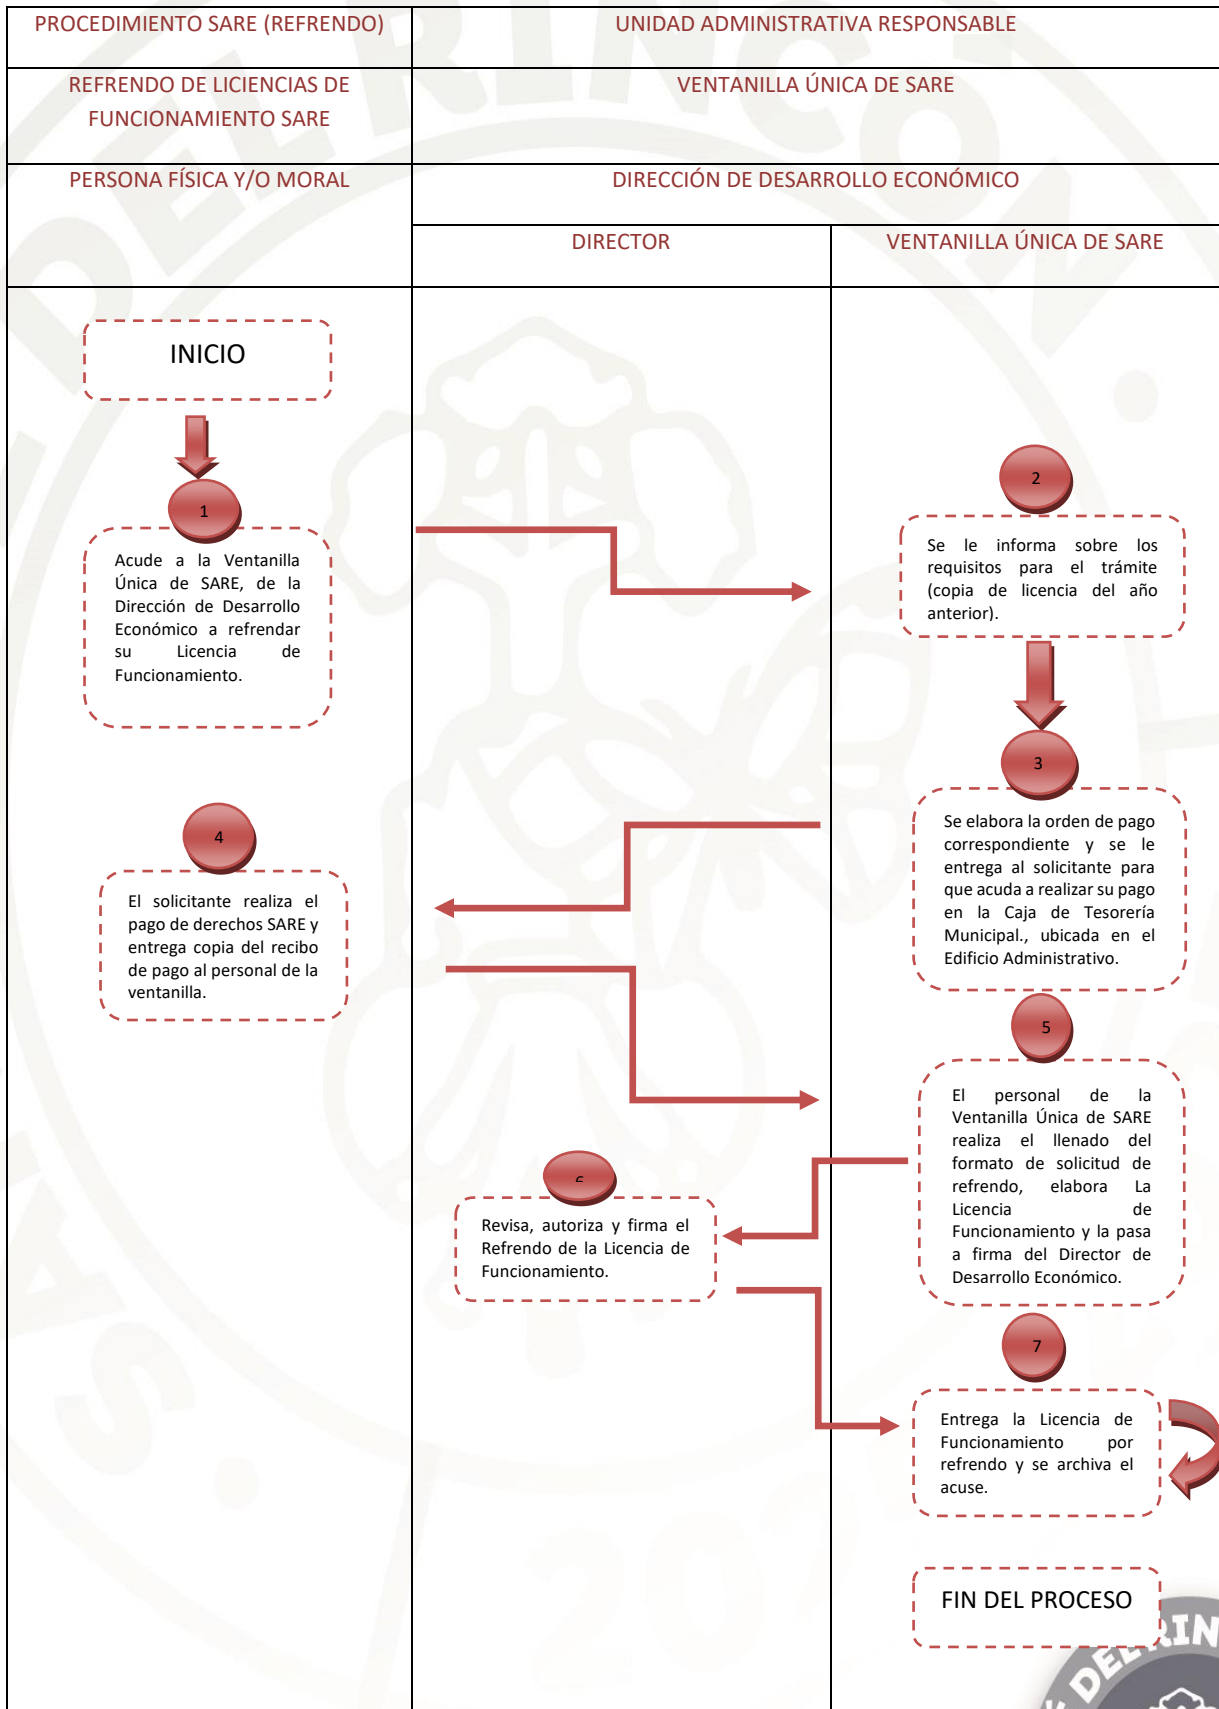 PROCEDIMIENTO SARE (REFRENDO)
UNIDAD ADMINISTRATIVA RESPONSABLE
REFRENDO DE LICIENCIAS DE
FUNCIONAMIENTO SARE
VENTANILLA ÚNICA DE SARE
PERSONA FÍSICA Y/O MORAL
DIRECCIÓN DE DESARROLLO ECONÓMICO
DIRECTOR
VENTANILLA ÚNICA DE SARE
INICIO
1
Acude a la Ventanilla
Única de SARE, de la
Dirección de Desarrollo
Económico a refrendar
su Licencia de
Funcionamiento.
2
Se le informa sobre los
requisitos para el trámite
(copia de licencia del año
anterior).
3
Se elabora la orden de pago
correspondiente y se le
entrega al solicitante para
que acuda a realizar su pago
en la Caja de Tesorería
Municipal., ubicada en el
Edificio Administrativo.
4
El solicitante realiza el
pago de derechos SARE y
entrega copia del recibo
de pago al personal de la
ventanilla.
5
El personal de la
Ventanilla Única de SARE
realiza el llenado del
formato de solicitud de
refrendo, elabora La
Licencia de
Funcionamiento y la pasa
a firma del Director de
Desarrollo Económico.
6
Revisa, autoriza y firma el
Refrendo de la Licencia de
Funcionamiento.
7
Entrega la Licencia de
Funcionamiento por
refrendo y se archiva el
acuse.
FIN DEL PROCESO
DEL RINCON